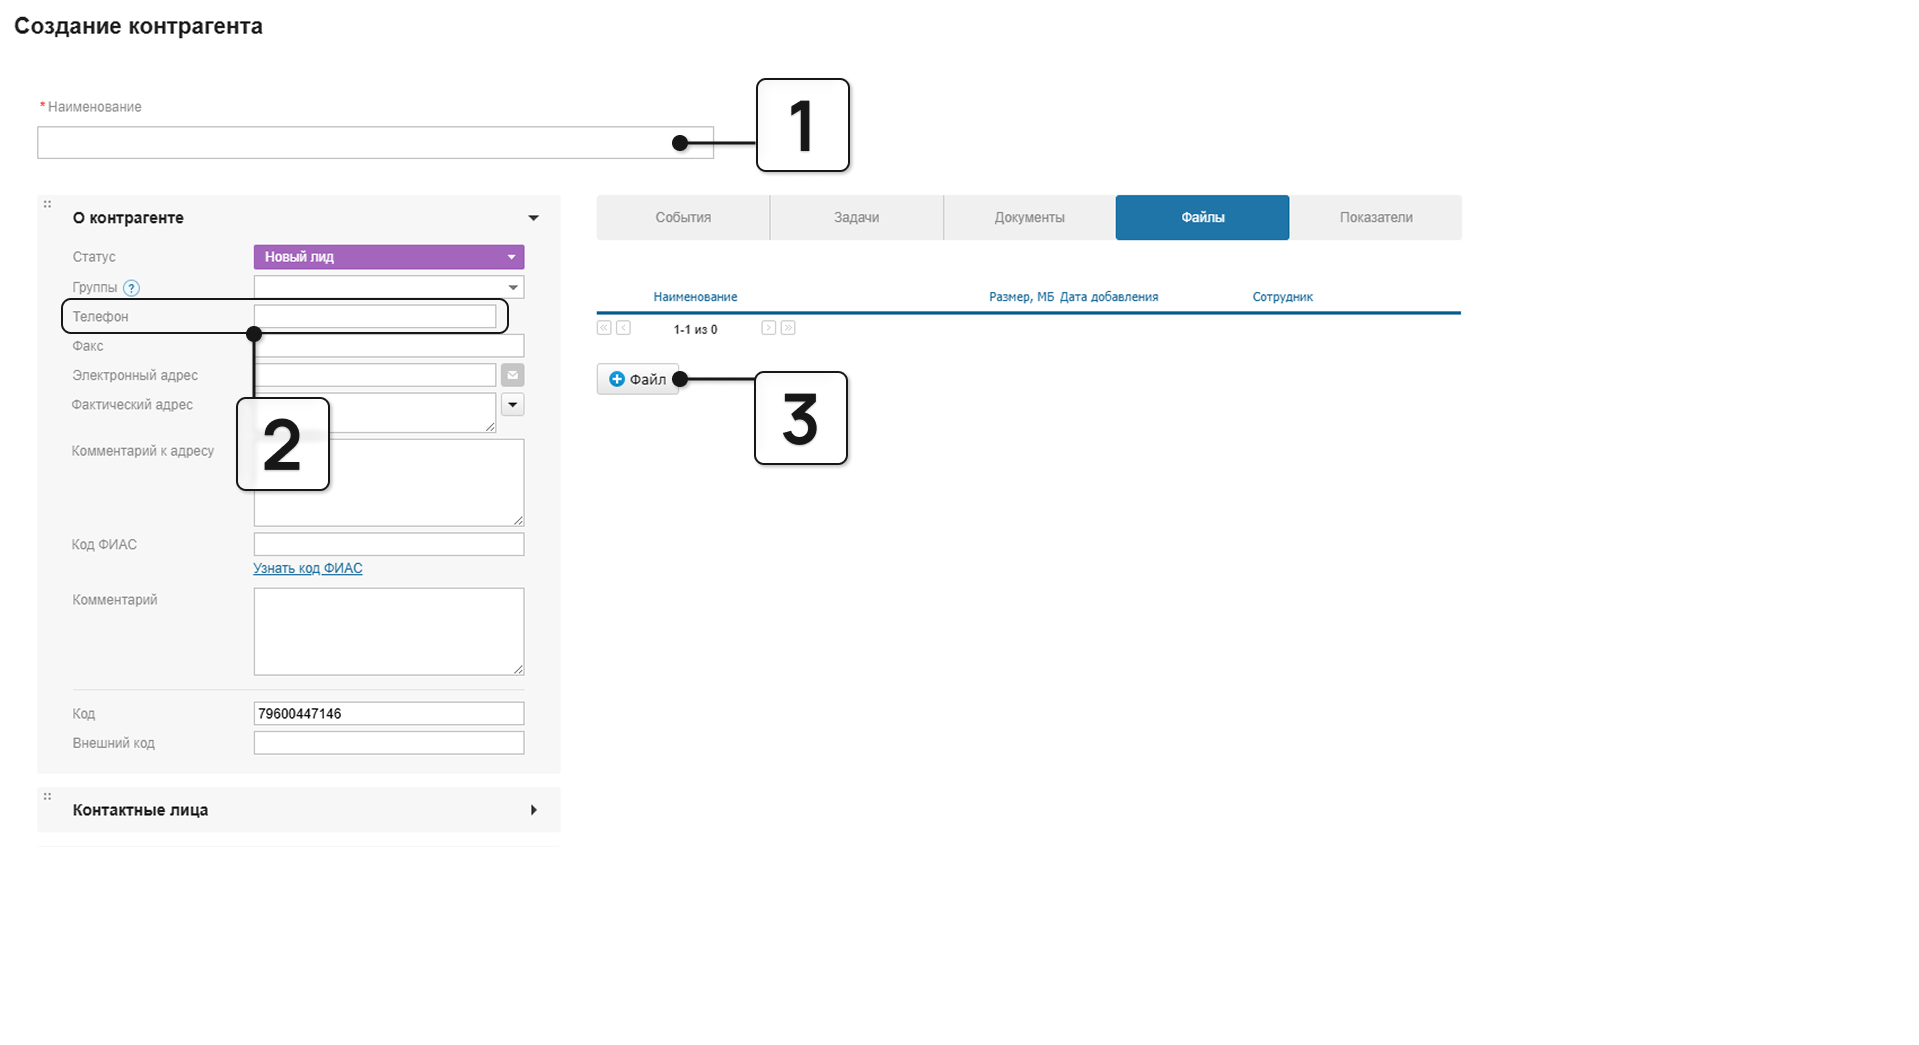 Создание контрагента
* Наименование
1
О контрагенте
Статус
Новый лид
Группы ?
Телефон
Факс
Электронный адрес
Фактический адрес
2
Комментарий к адресу
Код ФИАС
Узнать код ФИАС
Комментарий
Код
79600447146
Внешний код
Контактные лица
События
Задачи
Документы
Файлы
Показатели
Наименование
Размер, МБ
Дата добавления
Сотрудник
1-1 из 0
Файл
3